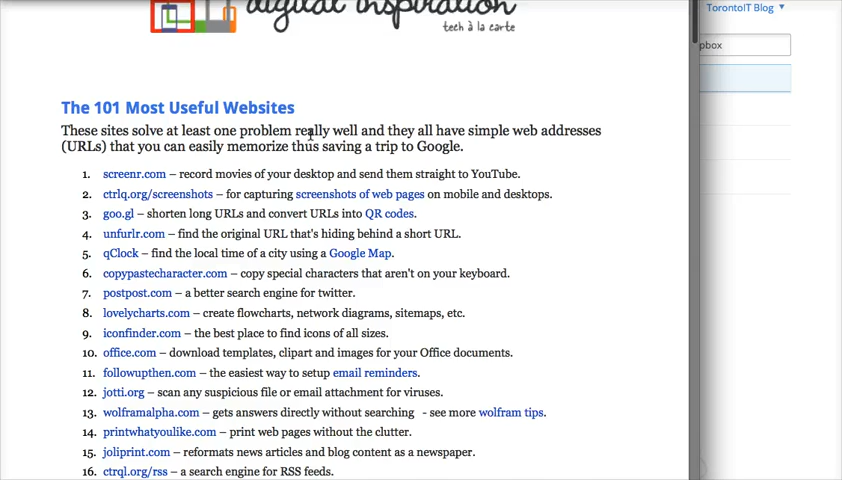 digital inspiration
tech à la carte
TorontoIT Blog
pbox
The 101 Most Useful Websites
These sites solve at least one problem really well and they all have simple web addresses
(URLs) that you can easily memorize thus saving a trip to Google.
1. screenr.com – record movies of your desktop and send them straight to YouTube.
2. ctrlq.org/screenshots – for capturing screenshots of web pages on mobile and desktops.
3. goo.gl – shorten long URLs and convert URLs into QR codes.
4. unfurlr.com – find the original URL that's hiding behind a short URL.
5. qClock – find the local time of a city using a Google Map.
6. copypastecharacter.com – copy special characters that aren't on your keyboard.
7. postpost.com – a better search engine for twitter.
8. lovelycharts.com – create flowcharts, network diagrams, sitemaps, etc.
9. iconfinder.com – the best place to find icons of all sizes.
10. office.com – download templates, clipart and images for your Office documents.
11. followupthen.com – the easiest way to setup email reminders.
12. jotti.org – scan any suspicious file or email attachment for viruses.
13. wolframalpha.com – gets answers directly without searching - see more wolfram tips.
14. printwhatyoulike.com – print web pages without the clutter.
15. joliprint.com – reformats news articles and blog content as a newspaper.
16. ctrql.org/rss – a search engine for RSS feeds.